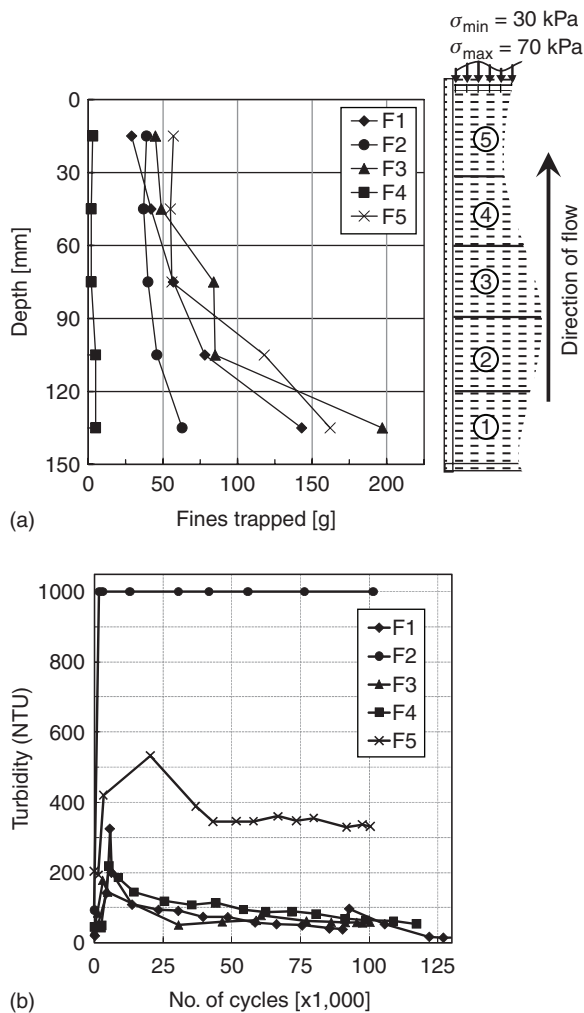 σmin = 30 kPa
σmax = 70 kPa
0
30
60
90
120
150
Depth [mm]
F1
F2
F3
F4
F5
0 50 100 150 200
Fines trapped [g]
(a)
5
4
3
2
1
Direction of flow
1000
800
600
400
200
0
Turbidity (NTU)
F1
F2
F3
F4
F5
0 25 50 75 100 125
No. of cycles [x1,000]
(b)